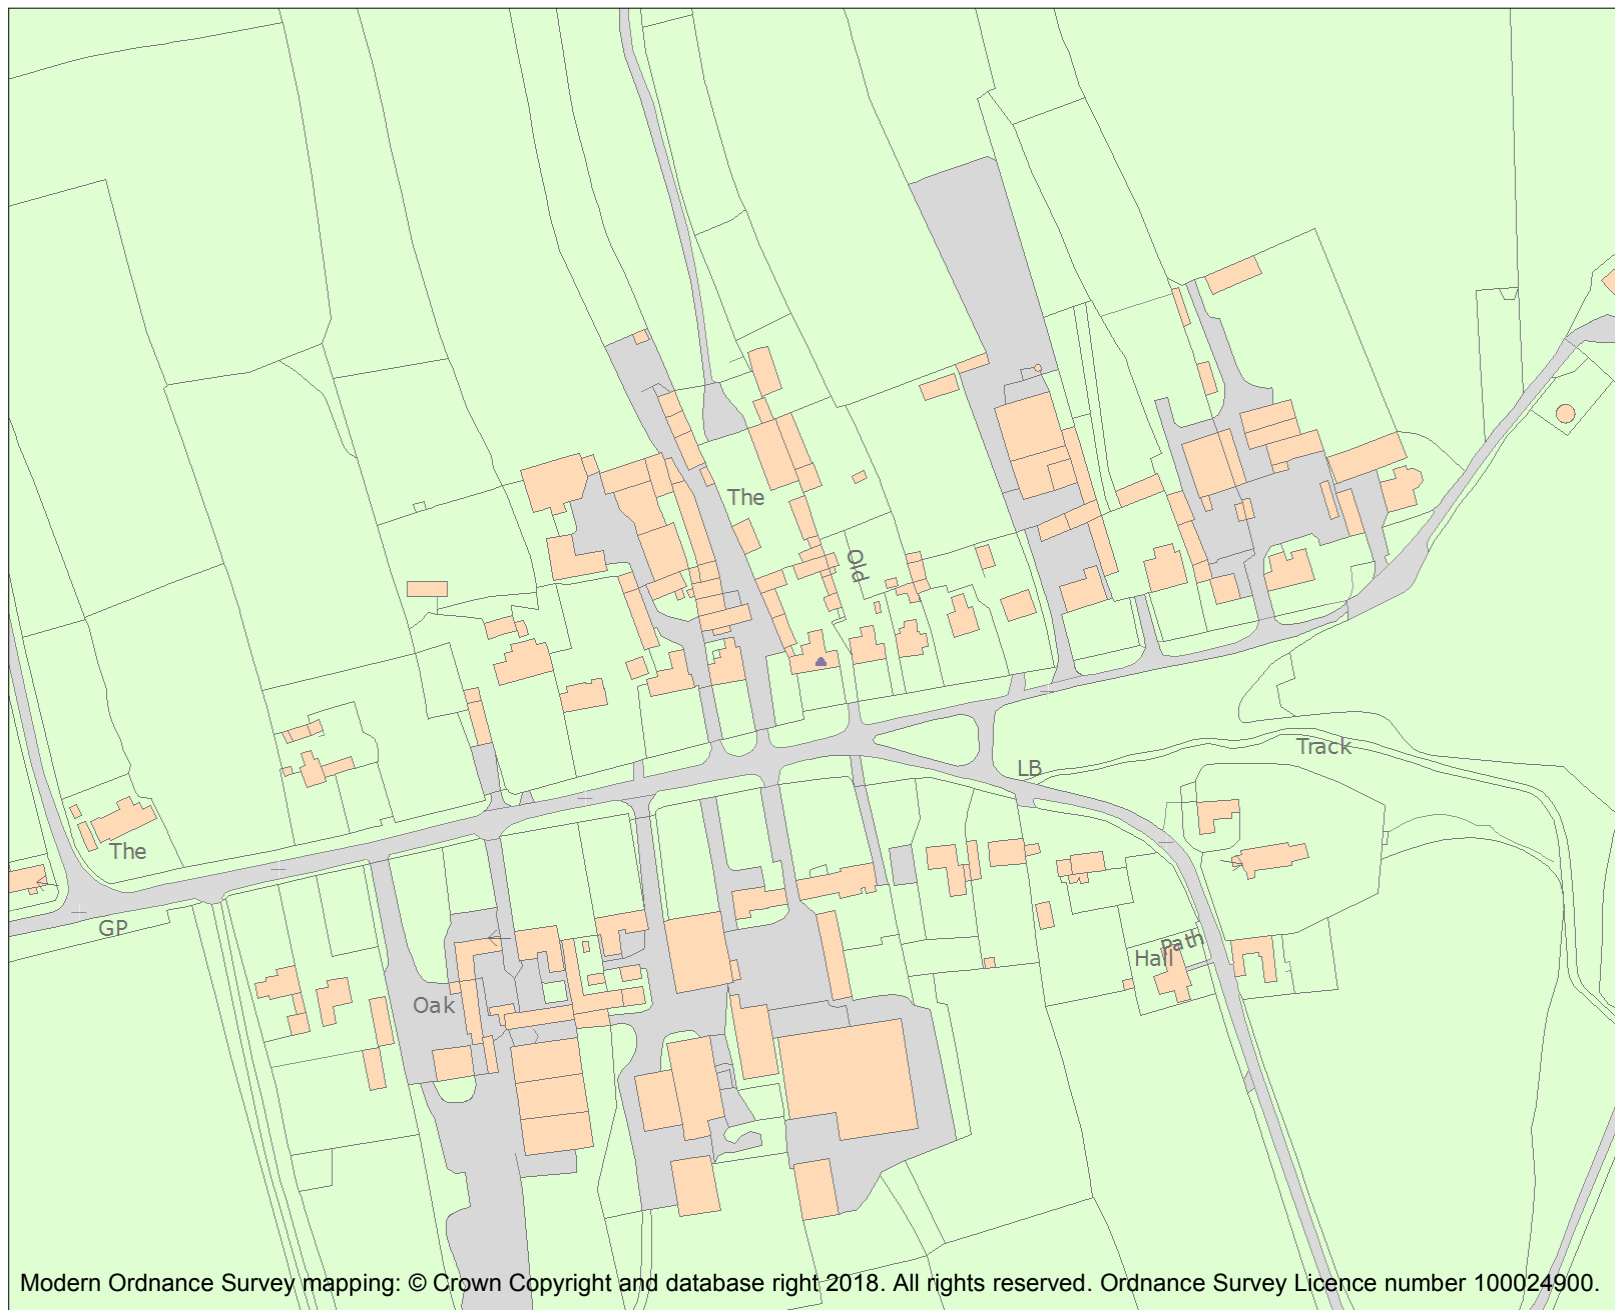 The
Old
Track
LB
The
GP
Path
Hall
Oak
Modern Ordnance Survey mapping: © Crown Copyright and database right 2018. All rights reserved. Ordnance Survey Licence number 100024900.